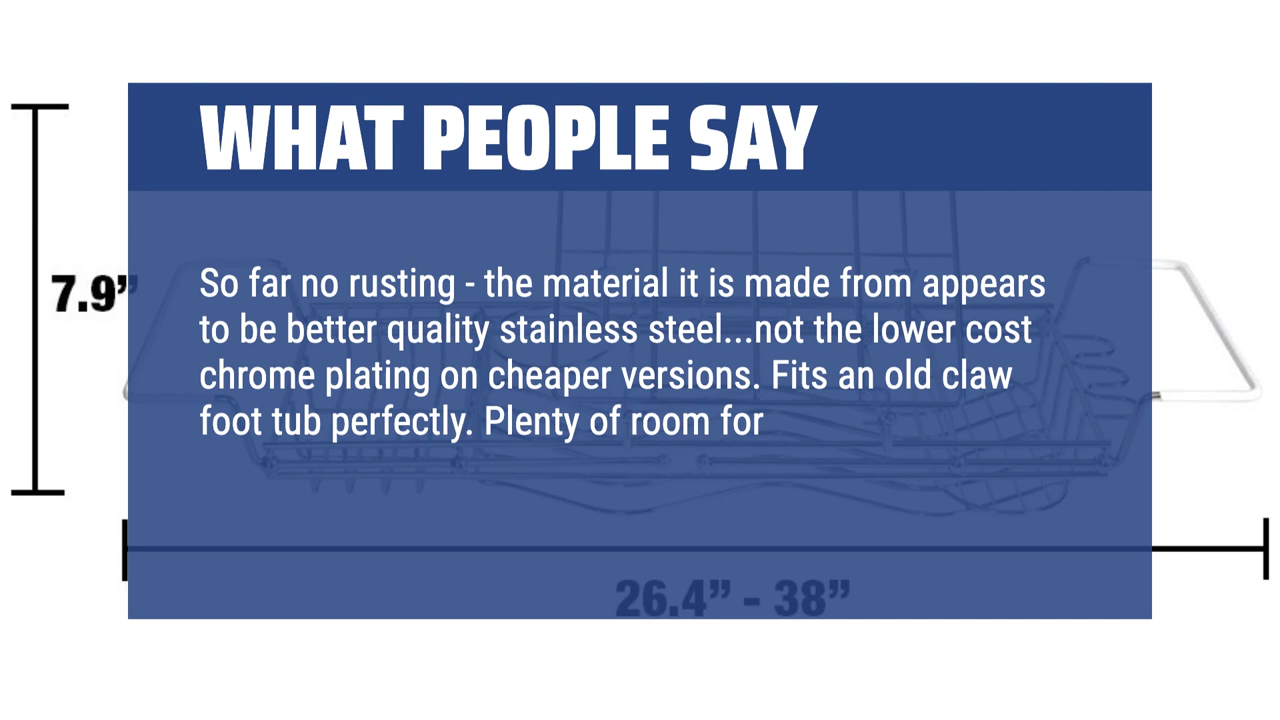 WHAT PEOPLE SAY
7.9”
So far no rusting - the material it is made from appears
to be better quality stainless steel...not the lower cost
chrome plating on cheaper versions. Fits an old claw
foot tub perfectly. Plenty of room for
26.4” - 38”